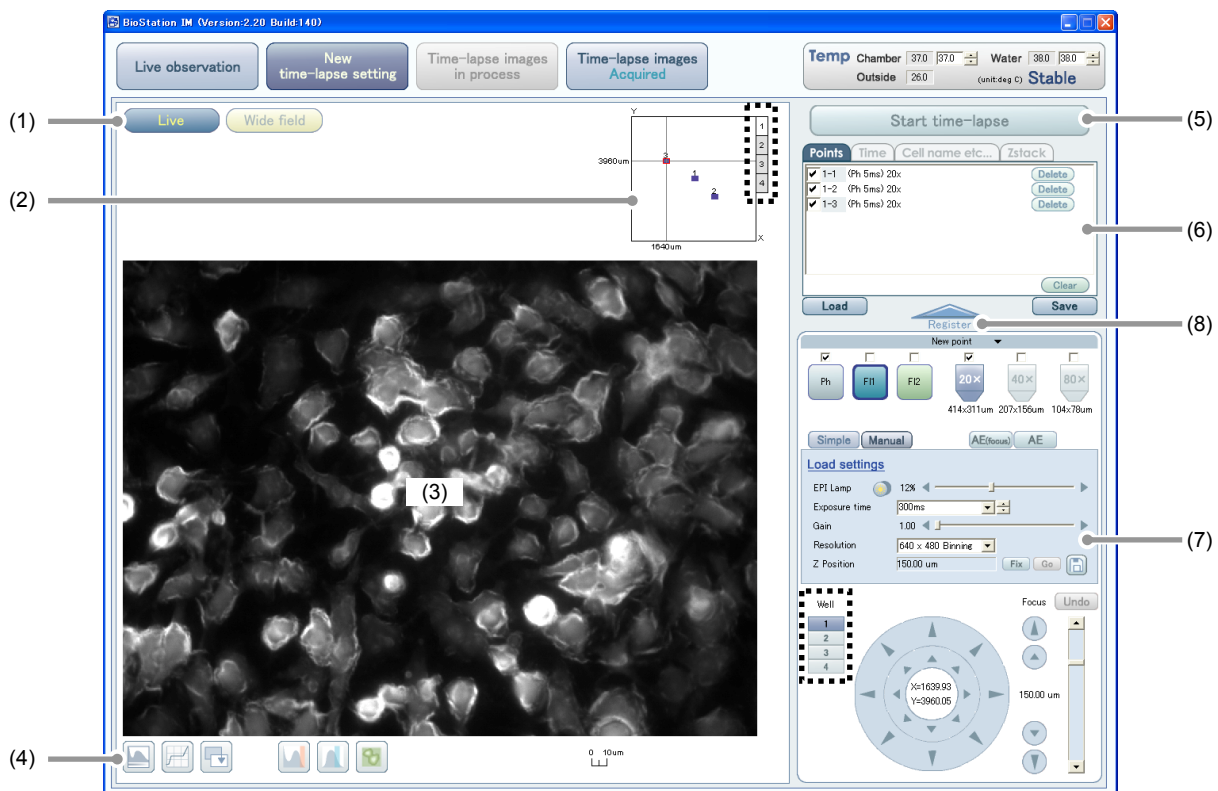 BioStation IM (Version:2.20 Build:140)
Live observation
New
time-lapse setting
Time-lapse images
in process
Time-lapse images
Acquired
Temp Chamber 37.0 37.0 Water 38.0 38.0
Outside 26.0 (unit:deg C) Stable
(1)
Live
Wide field
Y
1
2
3
4
3960um
3
1
2
X
1640um
(2)
Start time-lapse
(5)
Points Time Cell name etc... Zstack
1-1 (Ph 5ms) 20x Delete
1-2 (Ph 5ms) 20x Delete
1-3 (Ph 5ms) 20x Delete
(6)
Clear
Load
Save
Register
(8)
New point
Ph Fl1 Fl2 20× 40× 80×
414x311um 207x156um 104x78um
Simple Manual AE(focus) AE
Load settings
EPI Lamp 12%
Exposure time 300ms
Gain 1.00
Resolution 640 x 480 Binning
Z Position 150.00 um Fix Go
(7)
(3)
Well
1
2
3
4
X=1639.93
Y=3960.05
Focus Undo
150.00 um
(4)
0 10um